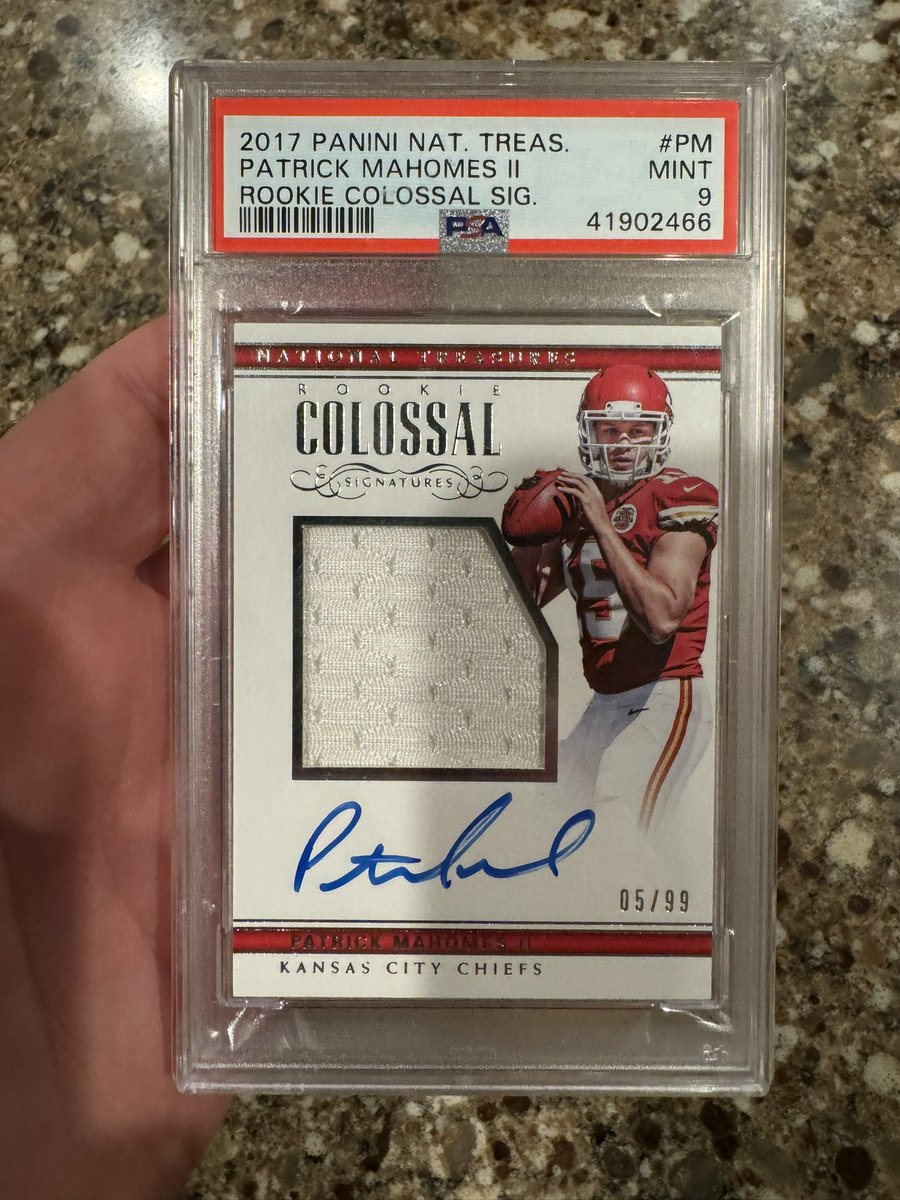 2017 PANINI NAT. TREAS. #PM
PATRICK MAHOMES II MINT
ROOKIE COLOSSAL SIG. 9
PSA 41902466
NATIONAL TREASURES
ROOKIE
COLOSSAL
SIGNATURES
15
05/99
PATRICK MAHOMES II
KANSAS CITY CHIEFS